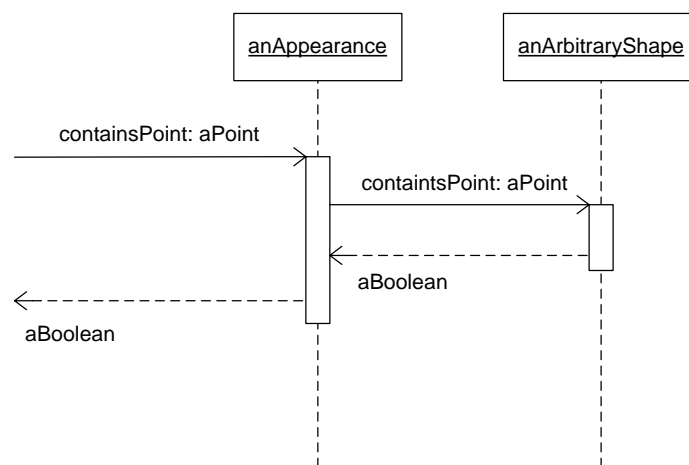 anAppearance
anArbitraryShape
containsPoint: aPoint
containtsPoint: aPoint
aBoolean
aBoolean